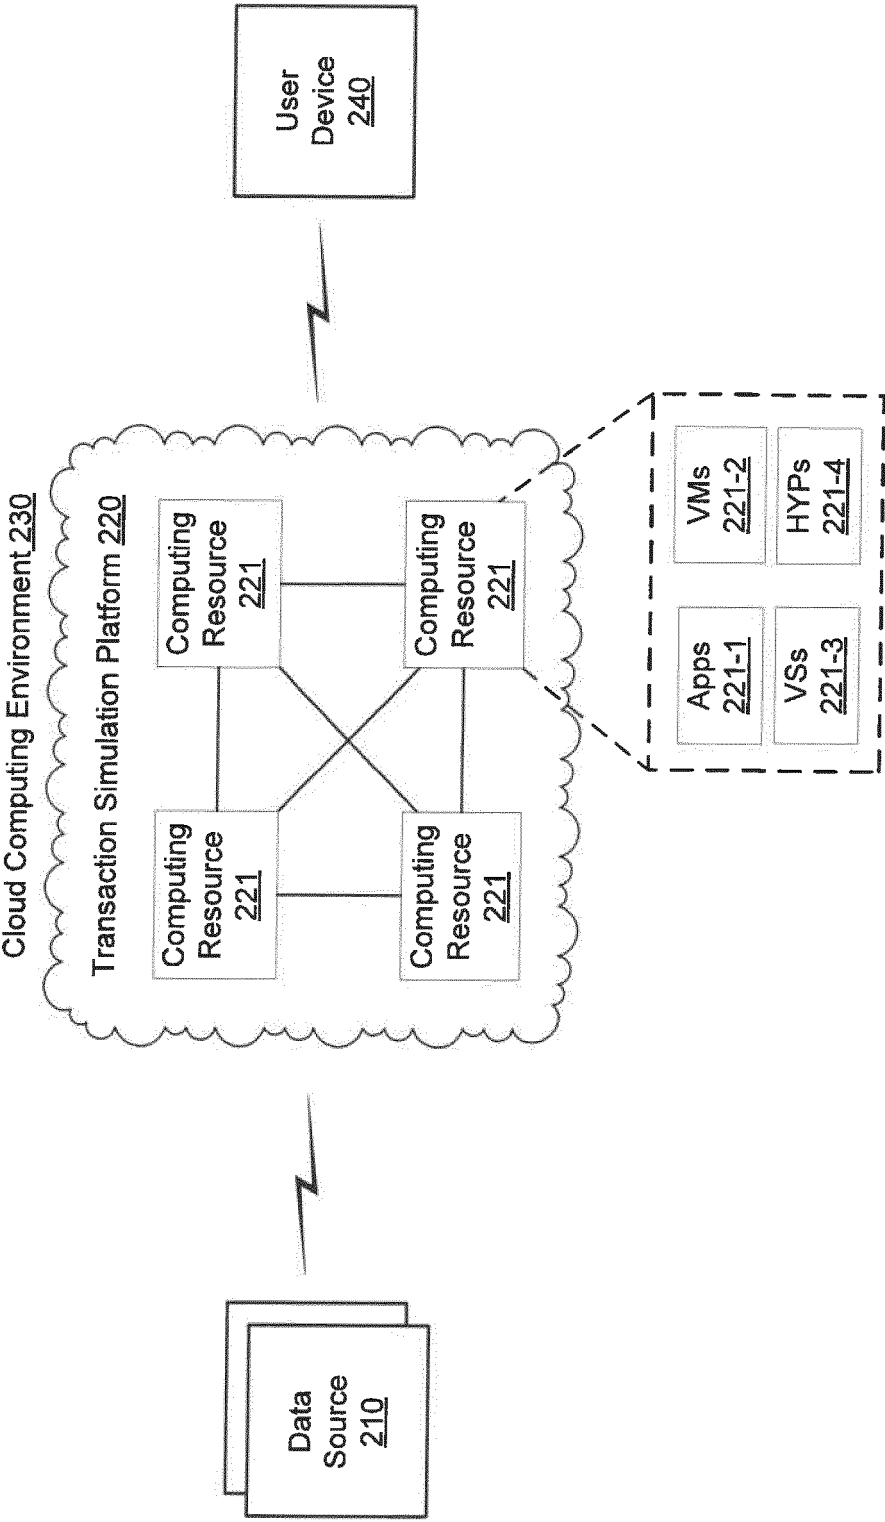 Cloud Computing Environment 230
Transaction Simulation Platform 220
Computing
Resource
221
Computing
Resource
221
Computing
Resource
221
Computing
Resource
221
Data
Source
210
User
Device
240
Apps
221-1
VMs
221-2
VSs
221-3
HYPs
221-4